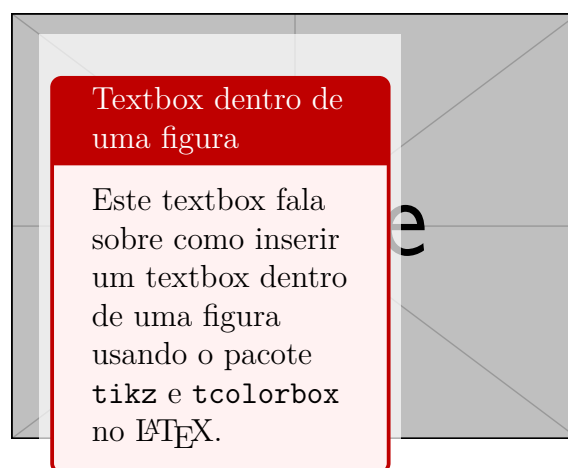 Textbox dentro de
uma figura
Este textbox fala
sobre como inserir
um textbox dentro
de uma figura
usando o pacote
tikz e tcolorbox
no LATEX.
e